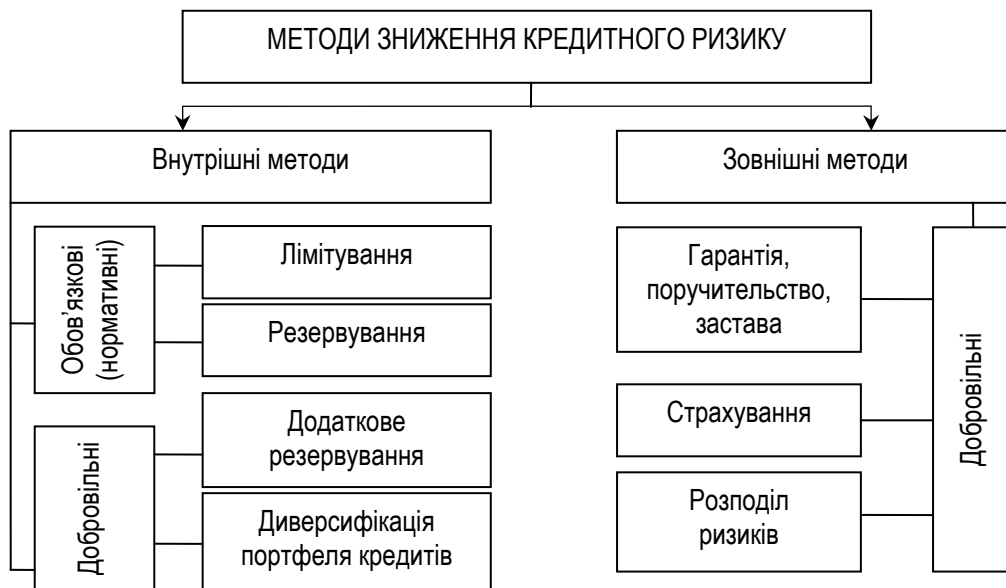 МЕТОДИ ЗНИЖЕННЯ КРЕДИТНОГО РИЗИКУ
Внутрішні методи
Обов’язкові
(нормативні)
Лімітування
Резервування
Добровільні
Додаткове
резервування
Диверсифікація
портфеля кредитів
Зовнішні методи
Гарантія,
поручительство,
застава
Страхування
Розподіл
ризиків
Добровільні